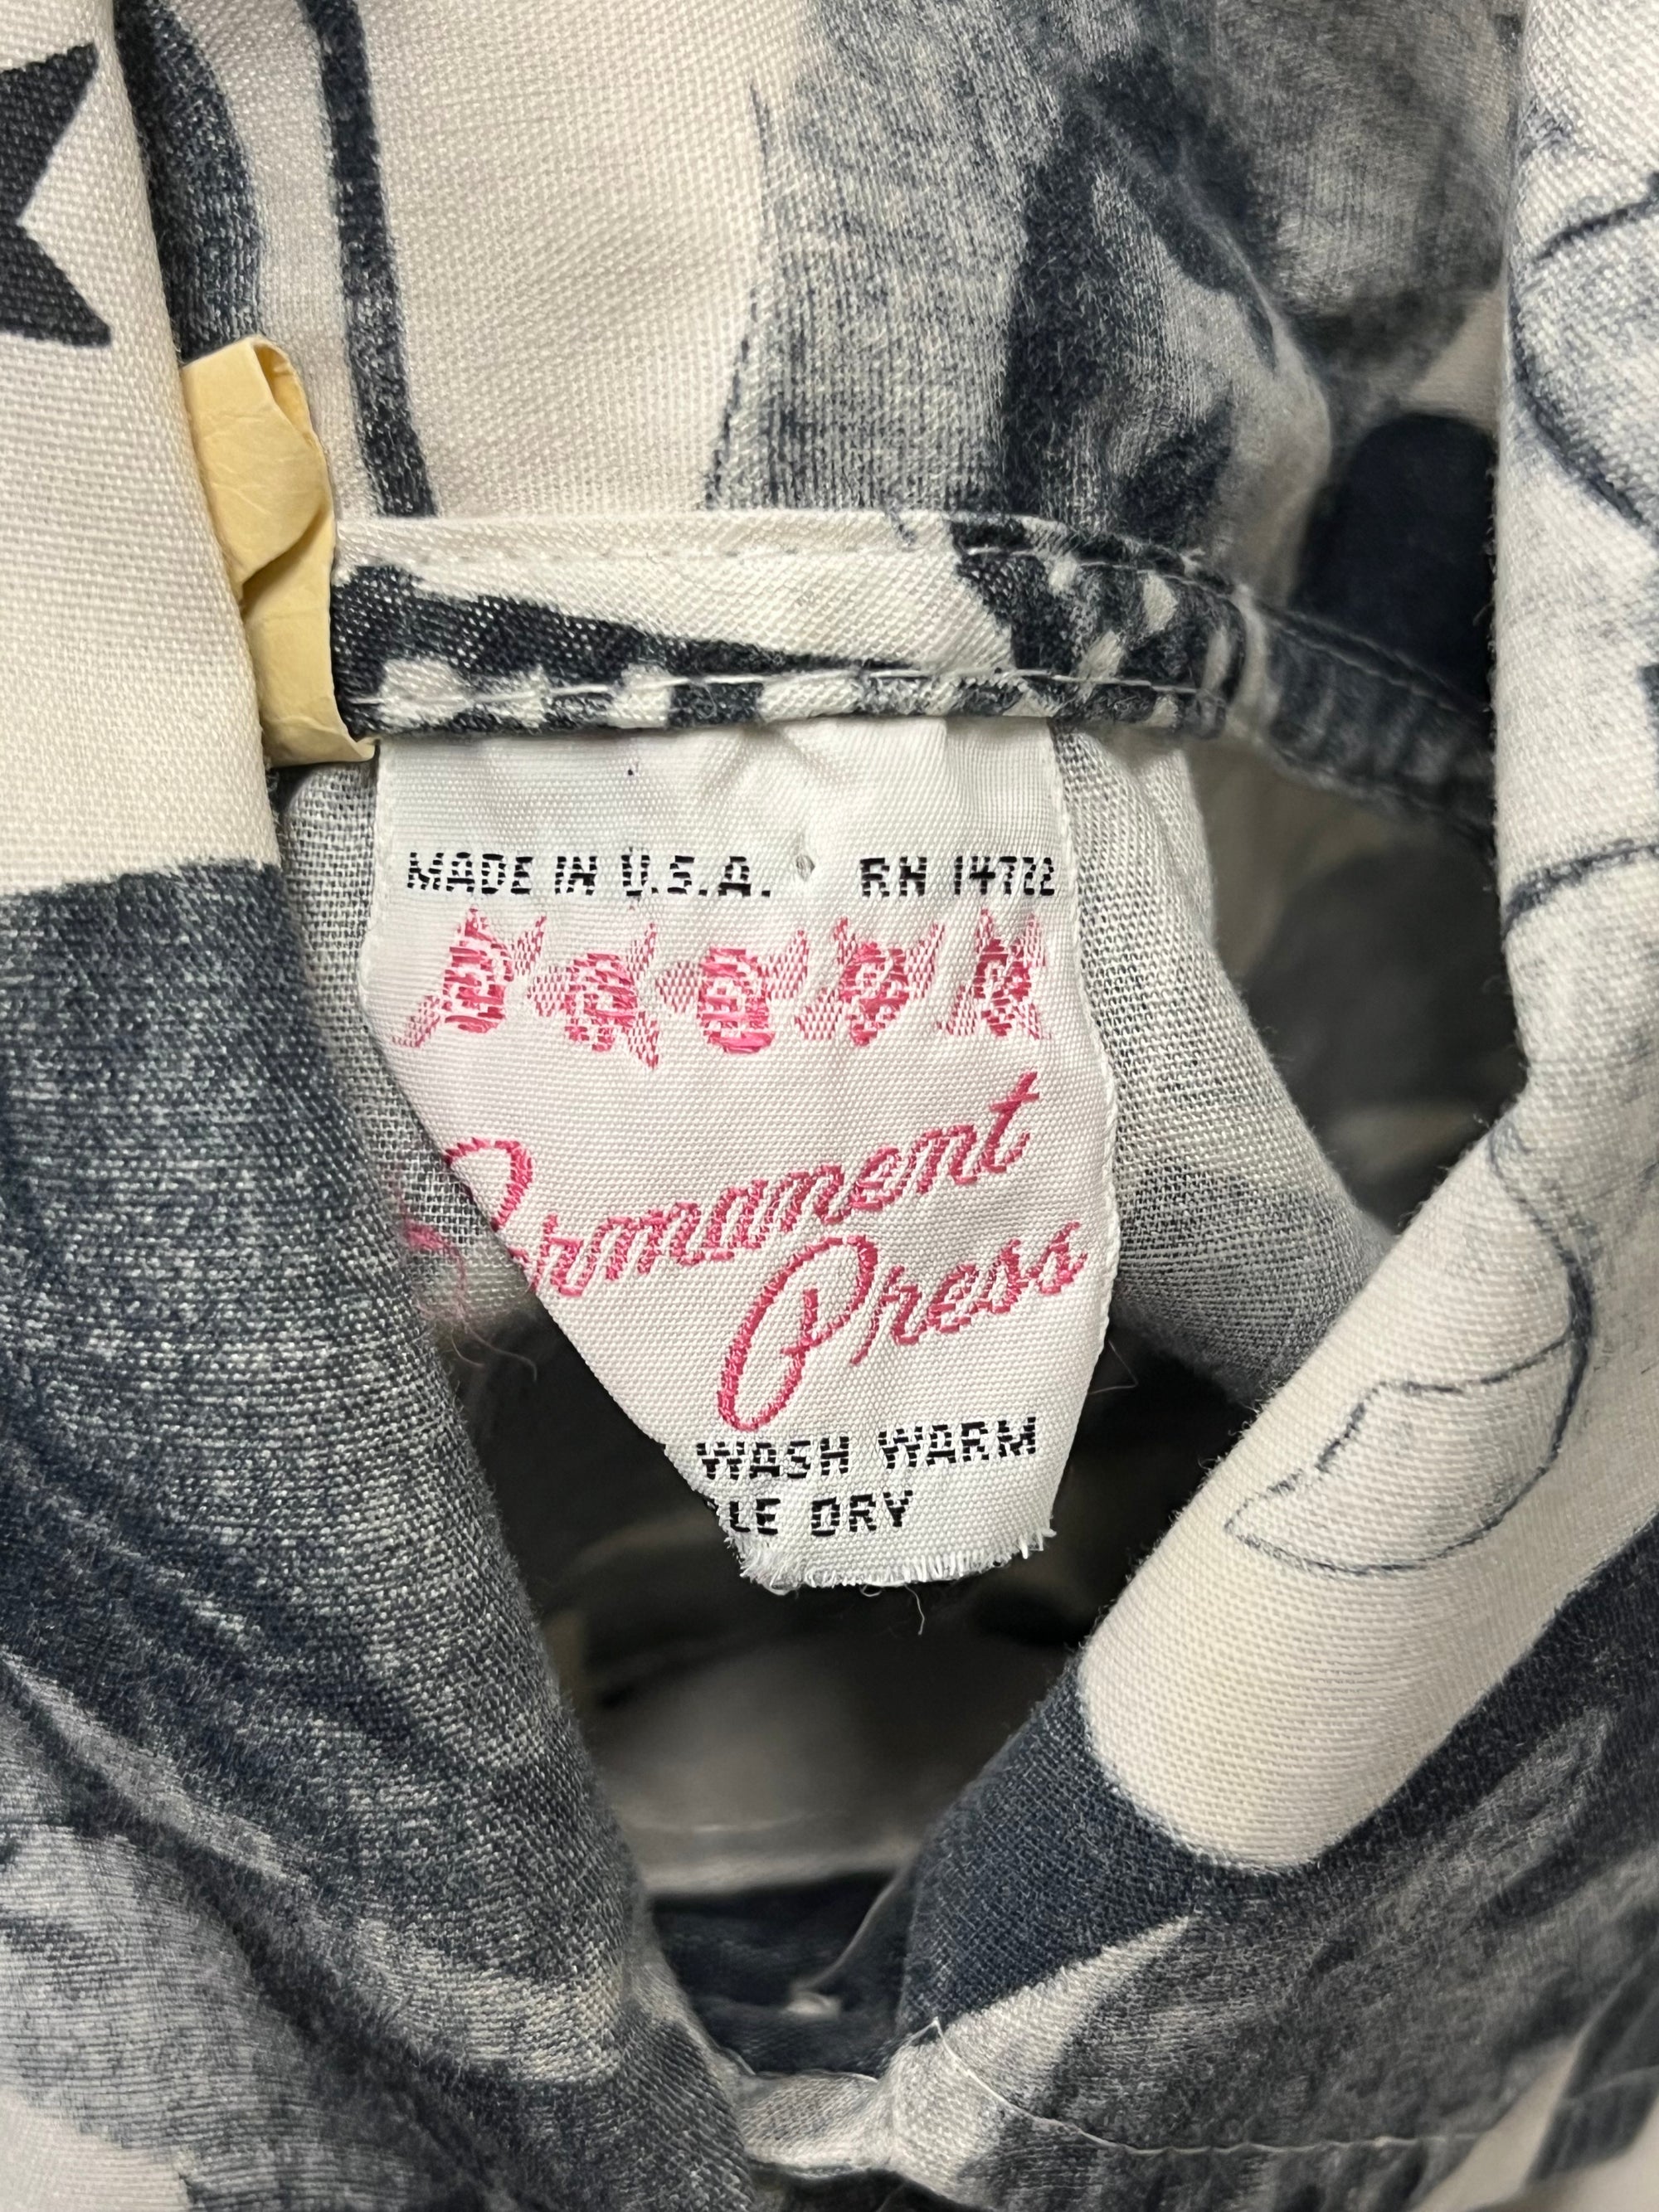 MADE IN U.S.A. RN 14722
Permanent
Press
WASH WARM
LE DRY